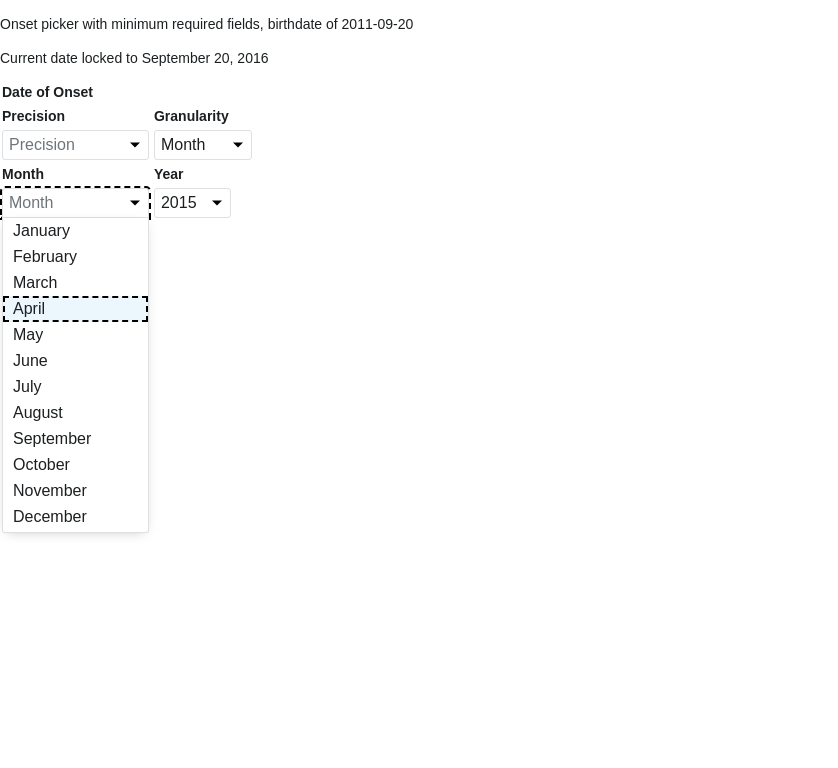 Onset picker with minimum required fields, birthdate of 2011-09-20
Current date locked to September 20, 2016
Date of Onset
Precision Granularity
Precision Month
Month Year
Month 2015
January
February
March
April
May
June
July
August
September
October
November
December